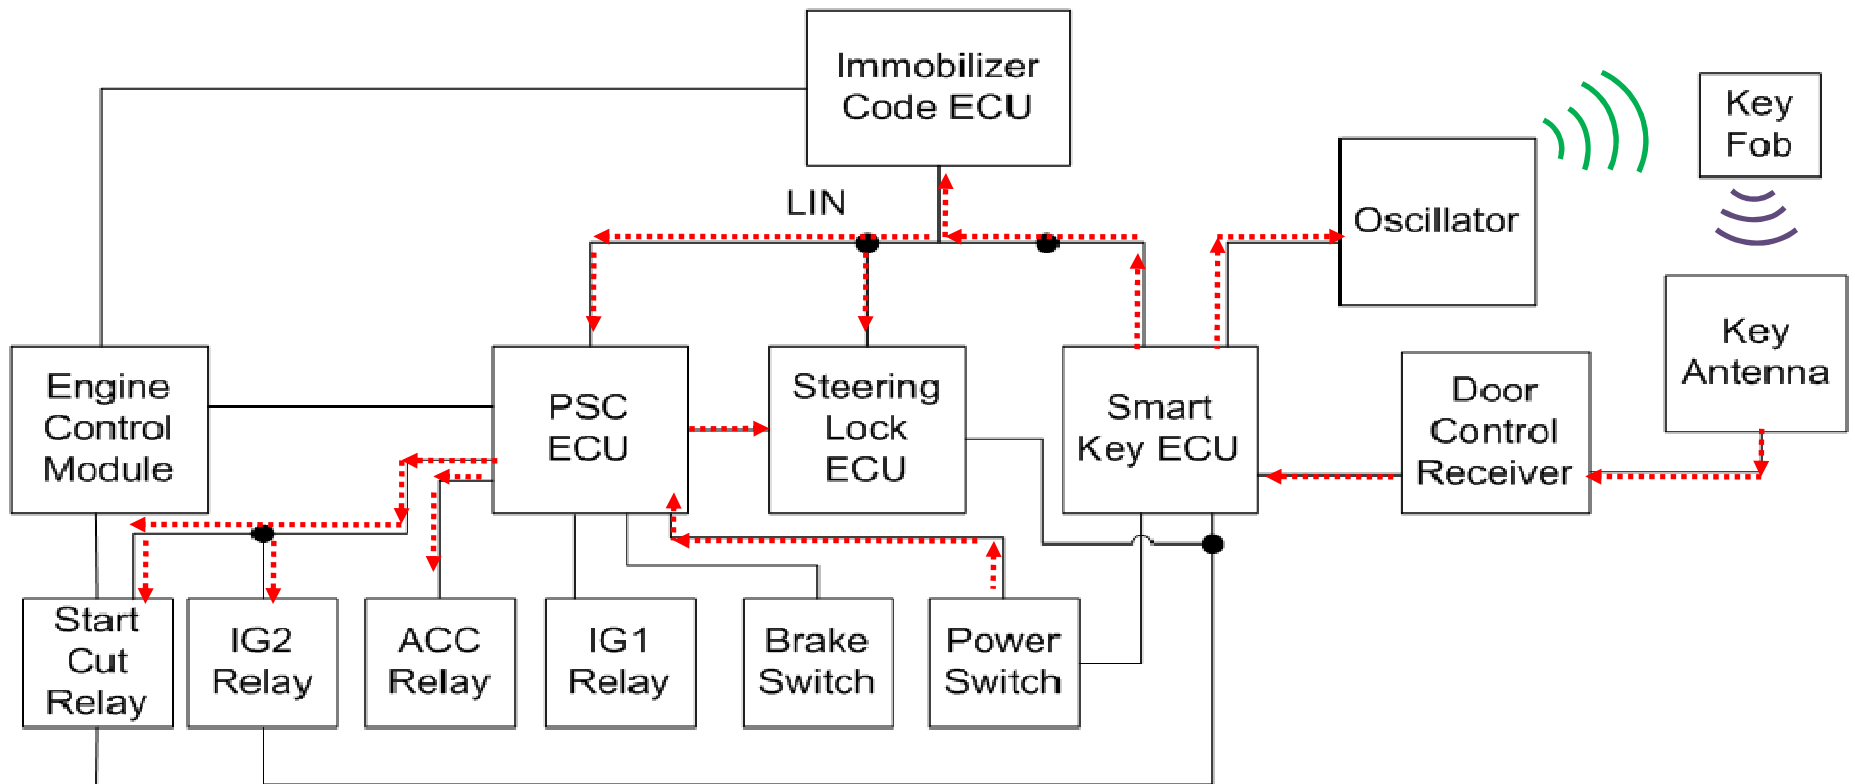 Immobilizer
Code ECU
Key
Fob
LIN
Oscillator
Engine
Control
Module
PSC
ECU
Steering
Lock
ECU
Smart
Key ECU
Door
Control
Receiver
Key
Antenna
Start
Cut
Relay
IG2
Relay
ACC
Relay
IG1
Relay
Brake
Switch
Power
Switch